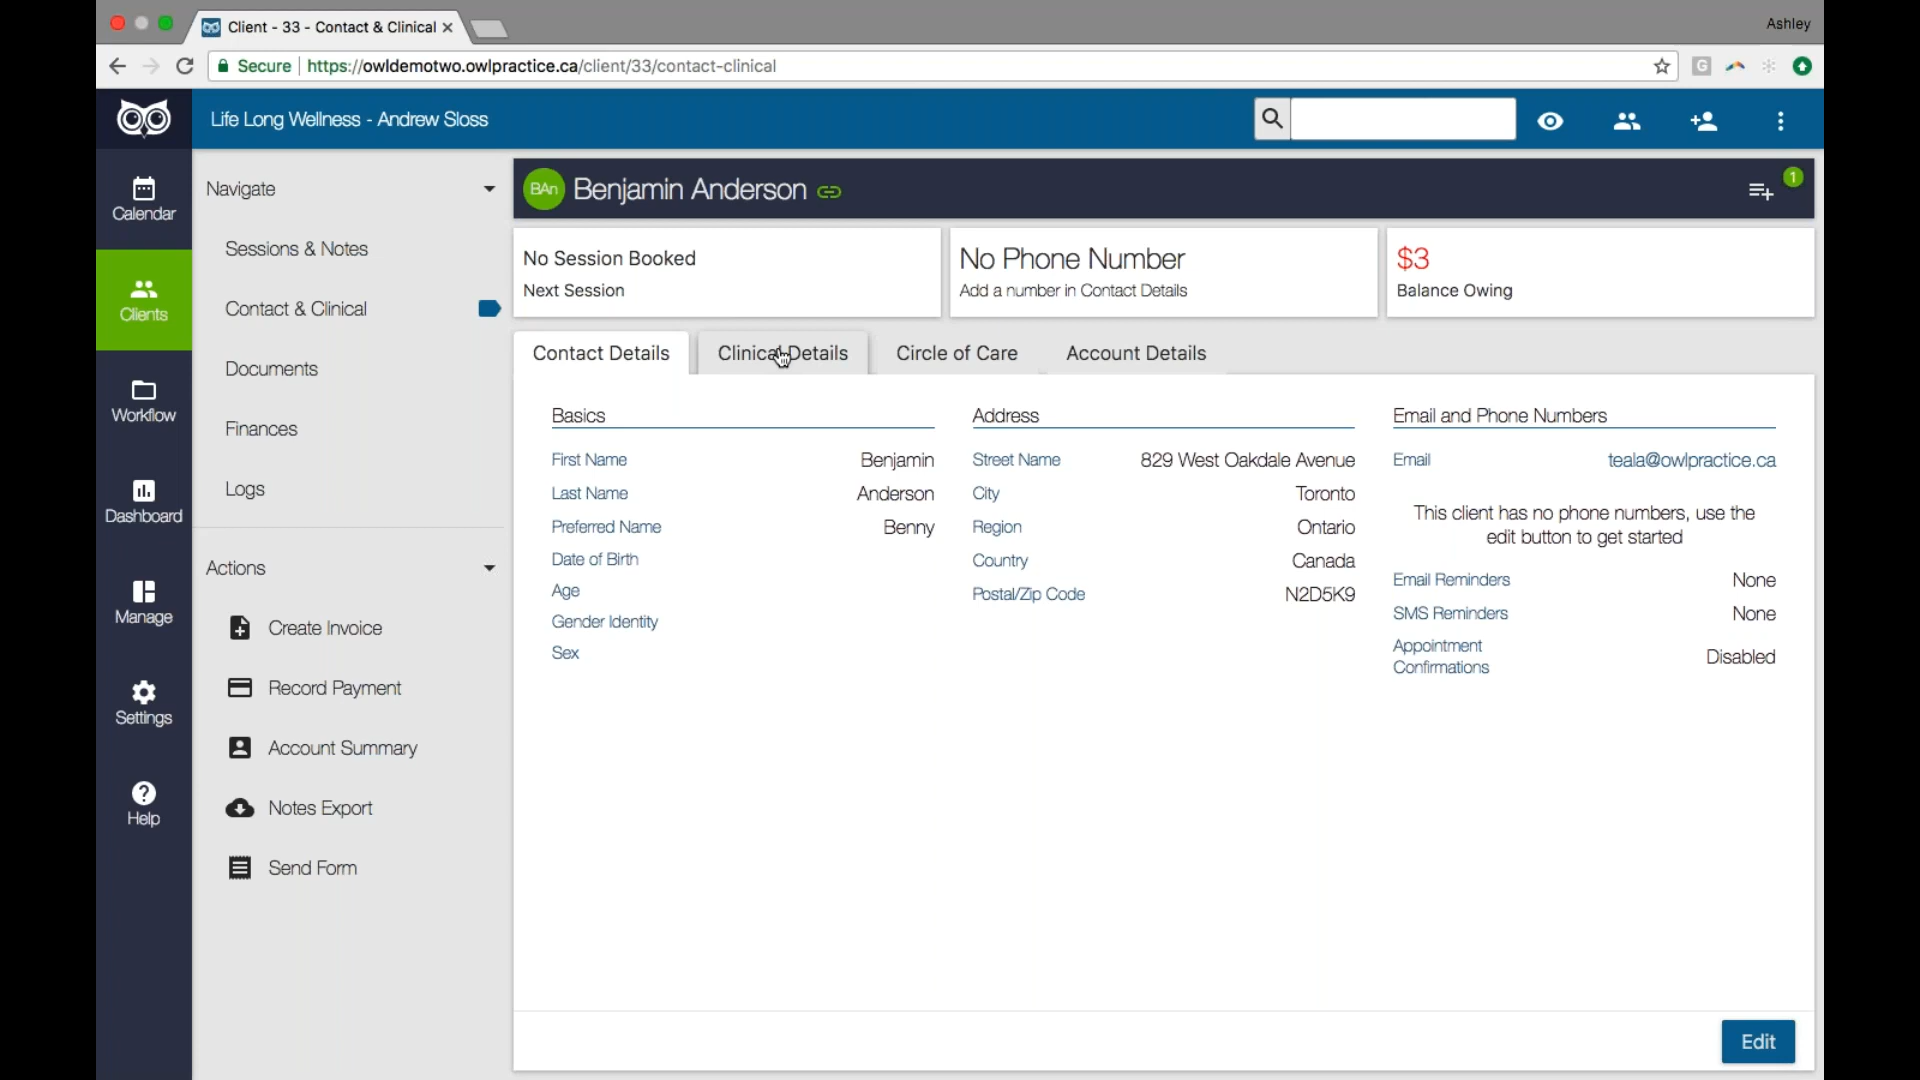 Client - 33 - Contact & Clinical
Ashley
Secure https://owldemotwo.owlpractice.ca/client/33/contact-clinical
G
Life Long Wellness - Andrew Sloss
Calendar
Clients
Workflow
Dashboard
Manage
Settings
Help
Navigate
Sessions & Notes
Contact & Clinical
Documents
Finances
Logs
Actions
Create Invoice
Record Payment
Account Summary
Notes Export
Send Form
BAn Benjamin Anderson
1
No Session Booked
Next Session
No Phone Number
Add a number in Contact Details
$3
Balance Owing
Contact Details Clinical Details Circle of Care Account Details
Basics
First Name Benjamin
Last Name Anderson
Preferred Name Benny
Date of Birth
Age
Gender Identity
Sex
Address
Street Name 829 West Oakdale Avenue
City Toronto
Region Ontario
Country Canada
Postal/Zip Code N2D5K9
Email and Phone Numbers
Email teala@owlpractice.ca
This client has no phone numbers, use the
edit button to get started
Email Reminders None
SMS Reminders None
Appointment
Confirmations Disabled
Edit